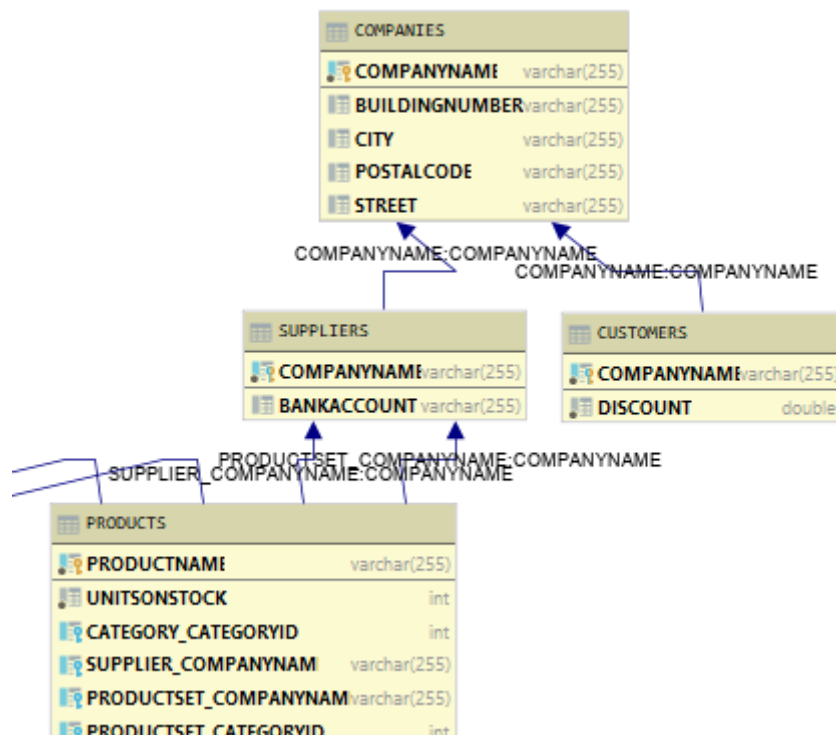 COMPANIES
COMPANYNAME varchar(255)
BUILDINGNUMBER varchar(255)
CITY varchar(255)
POSTALCODE varchar(255)
STREET varchar(255)
COMPANYNAME:COMPANYNAME
COMPANYNAME:COMPANYNAME
SUPPLIERS
COMPANYNAME varchar(255)
BANKACCOUNT varchar(255)
CUSTOMERS
COMPANYNAME varchar(255)
DISCOUNT double
PRODUCTSET_COMPANYNAME:COMPANYNAME
SUPPLIER_COMPANYNAME:COMPANYNAME
PRODUCTS
PRODUCTNAME varchar(255)
UNITSONSTOCK int
CATEGORY_CATEGORYID int
SUPPLIER_COMPANYNAM varchar(255)
PRODUCTSET_COMPANYNAM varchar(255)
PRODUCTSET_CATEGORYID int